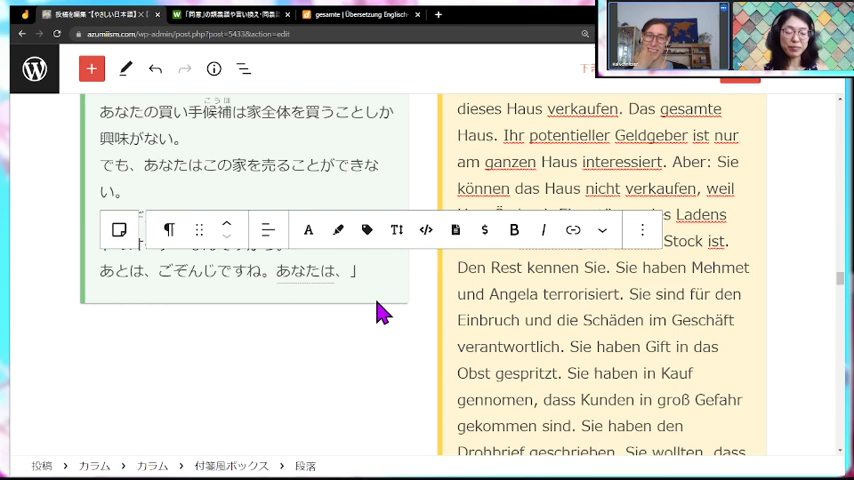 投稿を編集 "【やさしい日本語】
「同意」の類義語や言い換え・同義
gesamte | Übersetzung Englisch-
azumiism.com/wp-admin/post.php?post=5433&action=edit
こうほ
あなたの買い手候補は家全体を買うことしか
興味がない。
でも、あなたはこの家を売ることができな
い。
あとは、ごぞんじですね。あなたは、」
dieses Haus verkaufen. Das gesamte
Haus. Ihr potentieller Geldgeber ist nur
am ganzen Haus interessiert. Aber: Sie
können das Haus nicht verkaufen, weil
Ladens
Stock ist.
Den Rest kennen Sie. Sie haben Mehmet
und Angela terrorisiert. Sie sind für den
Einbruch und die Schäden im Geschäft
verantwortlich. Sie haben Gift in das
Obst gespritzt. Sie haben in Kauf
gennomen, dass Kunden in groß Gefahr
gekommen sind. Sie haben den
Drohbrief geschrieben. Sie wollten, dass
投稿 > カラム > カラム > 付箋風ボックス > 段落